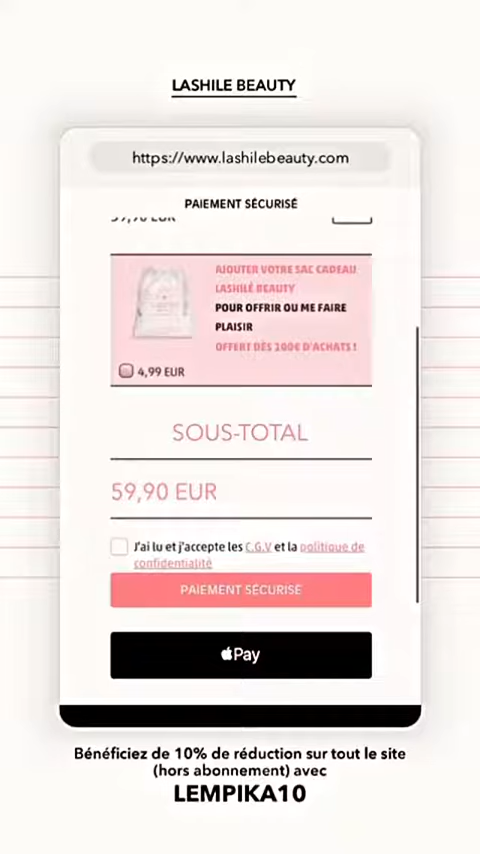 LASHILE BEAUTY
https://www.lashilebeauty.com
PAIEMENT SÉCURISÉ
AJOUTER VOTRE SAC CADEAU
LASHILÉ BEAUTY
POUR OFFRIR OU ME FAIRE
PLAISIR
OFFERT DÈS 100€ D'ACHATS !
4,99 EUR
SOUS-TOTAL
59,90 EUR
J'ai lu et j'accepte les C.G.V et la politique de
confidentialité
PAIEMENT SÉCURISÉ
Pay
Bénéficiez de 10% de réduction sur tout le site
(hors abonnement) avec
LEMPIKA10